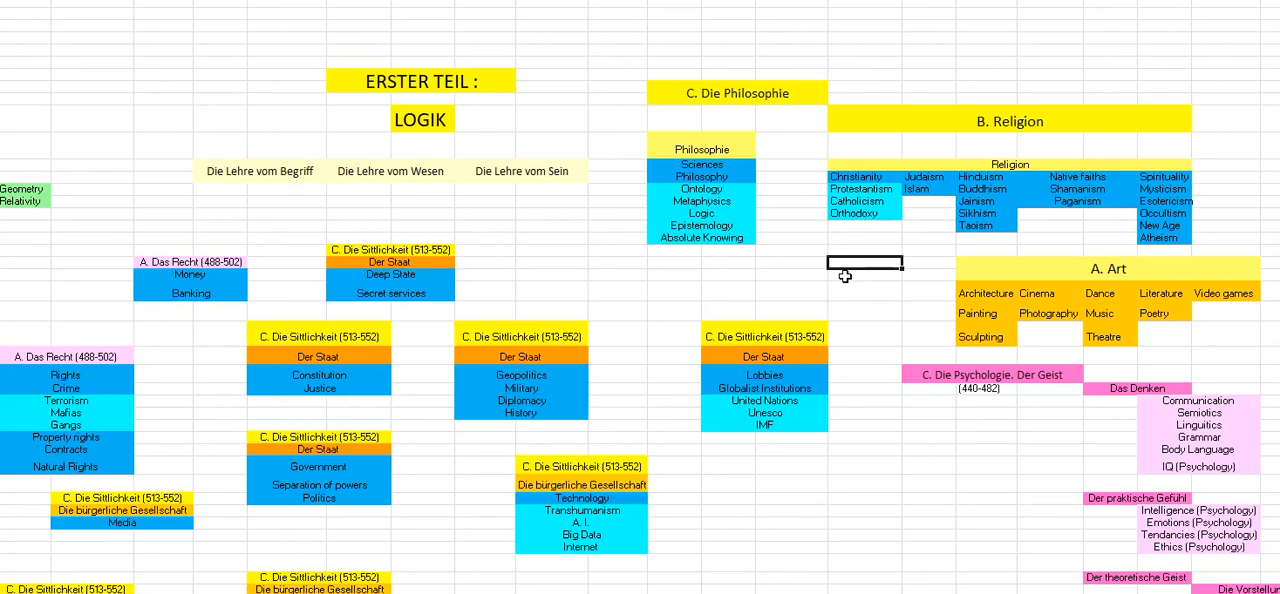 ERSTER TEIL :
LOGIK
Die Lehre vom Begriff
Die Lehre vom Wesen
Die Lehre vom Sein
Geometry
Relativity
C. Die Philosophie
Philosophie
Sciences
Philosophy
Ontology
Metaphysics
Logic
Epistemology
Absolute Knowing
B. Religion
Religion
Christianity
Protestantism
Catholicism
Orthodoxy
Judaism
Islam
Hinduism
Buddhism
Jainism
Sikhism
Taoism
Native faiths
Shamanism
Paganism
Spirituality
Mysticism
Esotericism
Occultism
New Age
Atheism
A. Das Recht (488-502)
Money
Banking
C. Die Sittlichkeit (513-552)
Der Staat
Deep State
Secret services
A. Art
Architecture
Painting
Sculpting
Cinema
Photography
Dance
Music
Theatre
Literature
Poetry
Video games
A. Das Recht (488-502)
Rights
Crime
Terrorism
Mafias
Gangs
Property rights
Contracts
Natural Rights
C. Die Sittlichkeit (513-552)
Der Staat
Constitution
Justice
C. Die Sittlichkeit (513-552)
Der Staat
Geopolitics
Military
Diplomacy
History
C. Die Sittlichkeit (513-552)
Der Staat
Lobbies
Globalist Institutions
United Nations
Unesco
IMF
C. Die Psychologie. Der Geist
(440-482)
Das Denken
Communication
Semiotics
Linguitics
Grammar
Body Language
IQ (Psychology)
C. Die Sittlichkeit (513-552)
Der Staat
Government
Separation of powers
Politics
C. Die Sittlichkeit (513-552)
Die bürgerliche Gesellschaft
Technology
Transhumanism
A. I.
Big Data
Internet
C. Die Sittlichkeit (513-552)
Die bürgerliche Gesellschaft
Media
Der praktische Gefühl
Intelligence (Psychology)
Emotions (Psychology)
Tendancies (Psychology)
Ethics (Psychology)
C. Die Sittlichkeit (513-552)
C. Die Sittlichkeit (513-552)
Die bürgerliche Gesellschaft
Der theoretische Geist
Die Vorstellun